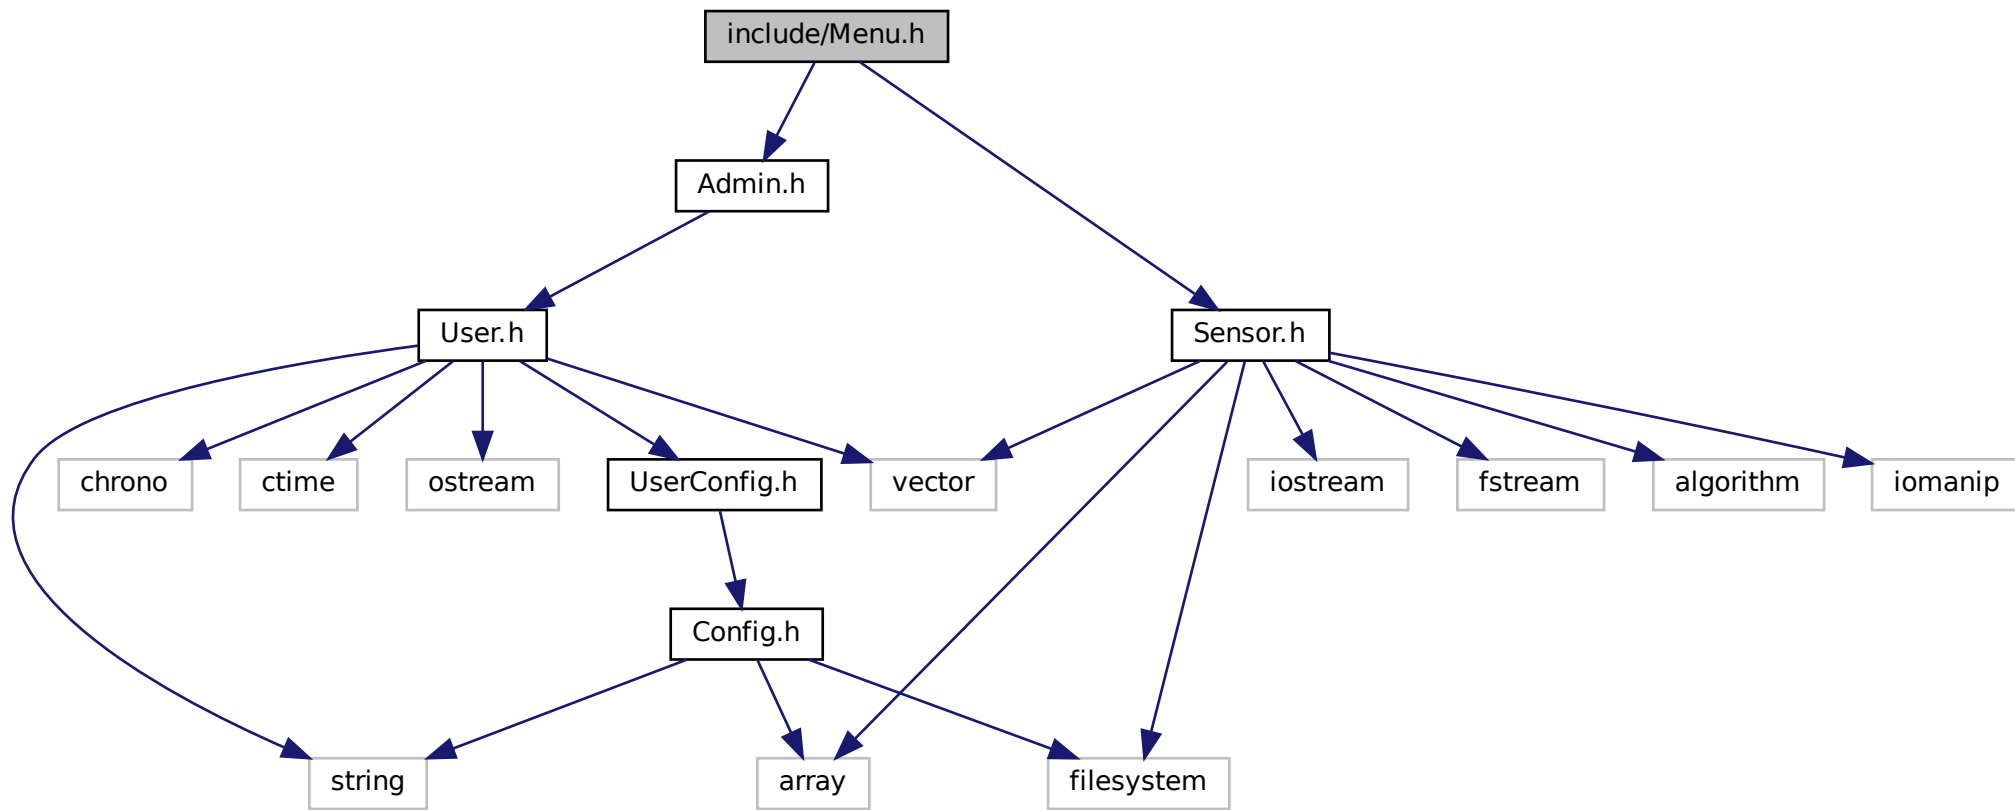 include/Menu.h
Admin.h
User.h
Sensor.h
chrono
ctime
ostream
UserConfig.h
vector
iostream
fstream
algorithm
iomanip
Config.h
string
array
filesystem